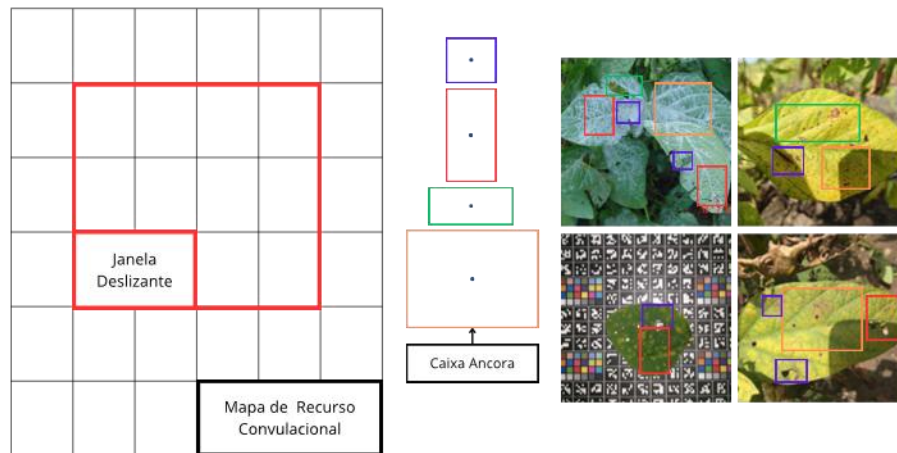 Janela
Deslizante
Mapa de Recurso
Convulacional
Caixa Ancora